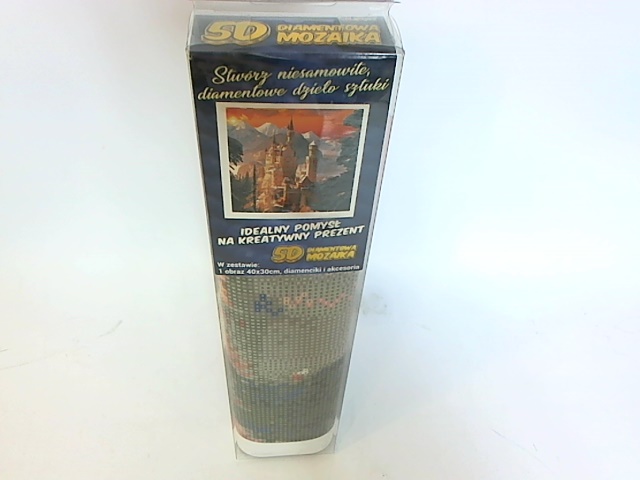 5D DIAMENTOWA
MOZAIKA
Stwórz niesamowite,
diamentowe dzieło sztuki
IDEALNY POMYSŁ
NA KREATYWNY PREZENT
5D DIAMENTOWA
MOZAIKA
W zestawie:
1 obraz 40x30cm, diamenciki i akcesoria